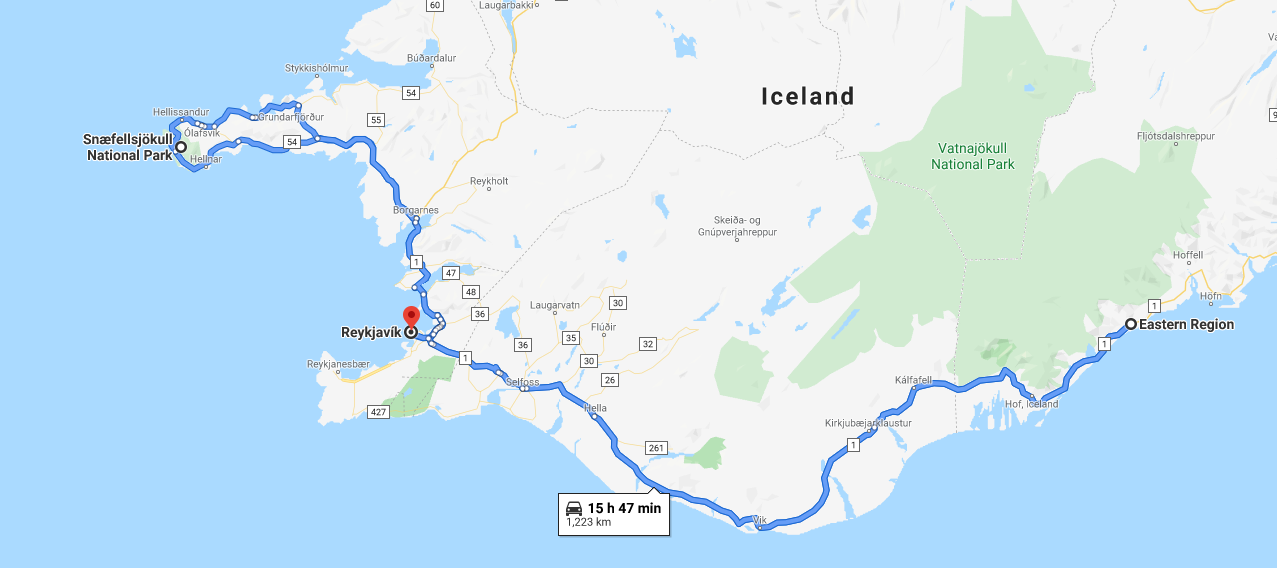 60
Laugarbakki
Búðardalur
Stykkishólmur
54
Iceland
Hellissandur
Grundarfjörður
55
Ólafsvík
Snæfellsjökull
National Park
54
Hellnar
Fljótsdalshreppur
Vatnajökull
National Park
Reykholt
Borgarnes
Skeiða- og
Gnúpverjahreppur
Hoffell
1
47
48
Höfn
36
Laugarvatn
30
1
Reykjavík
Flúðir
Eastern Region
36
35
32
1
1
30
Reykjanesbær
26
Selfoss
Kálfafell
427
Hella
Hof, Iceland
Kirkjubæjarklaustur
261
1
15 h 47 min
1,223 km
Vik